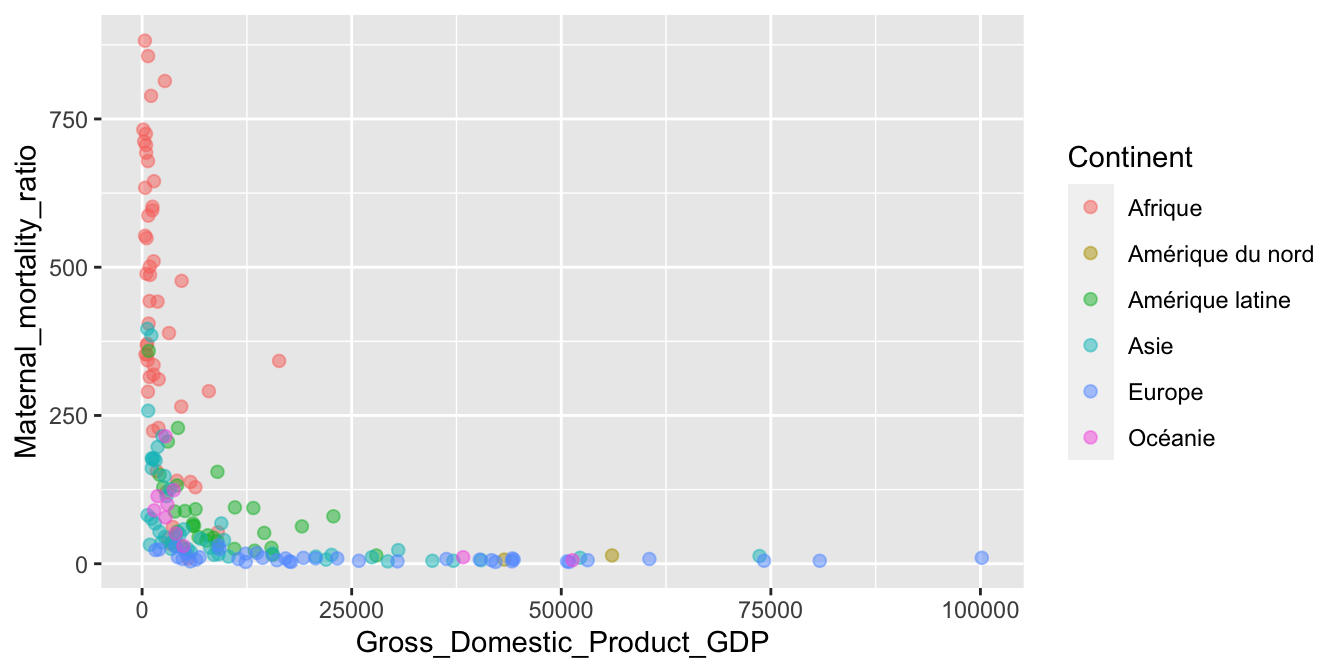 Maternal_mortality_ratio
750
500
250
0
0 25000 50000 75000 100000
Gross_Domestic_Product_GDP
Continent
Afrique
Amérique du nord
Amérique latine
Asie
Europe
Océanie